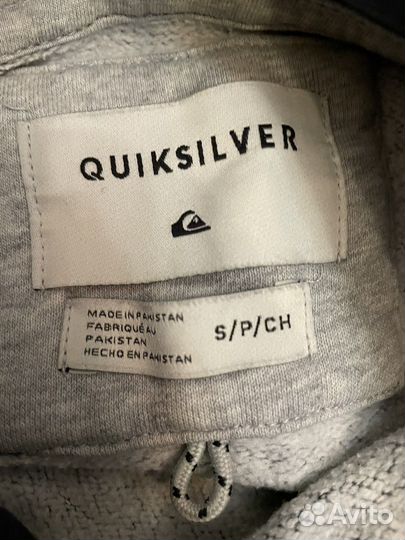 QUIKSILVER
MADE IN PAKISTAN
FABRIQUÉ AU
PAKISTAN
HECHO EN PAKISTAN
S/P/CH
Avito